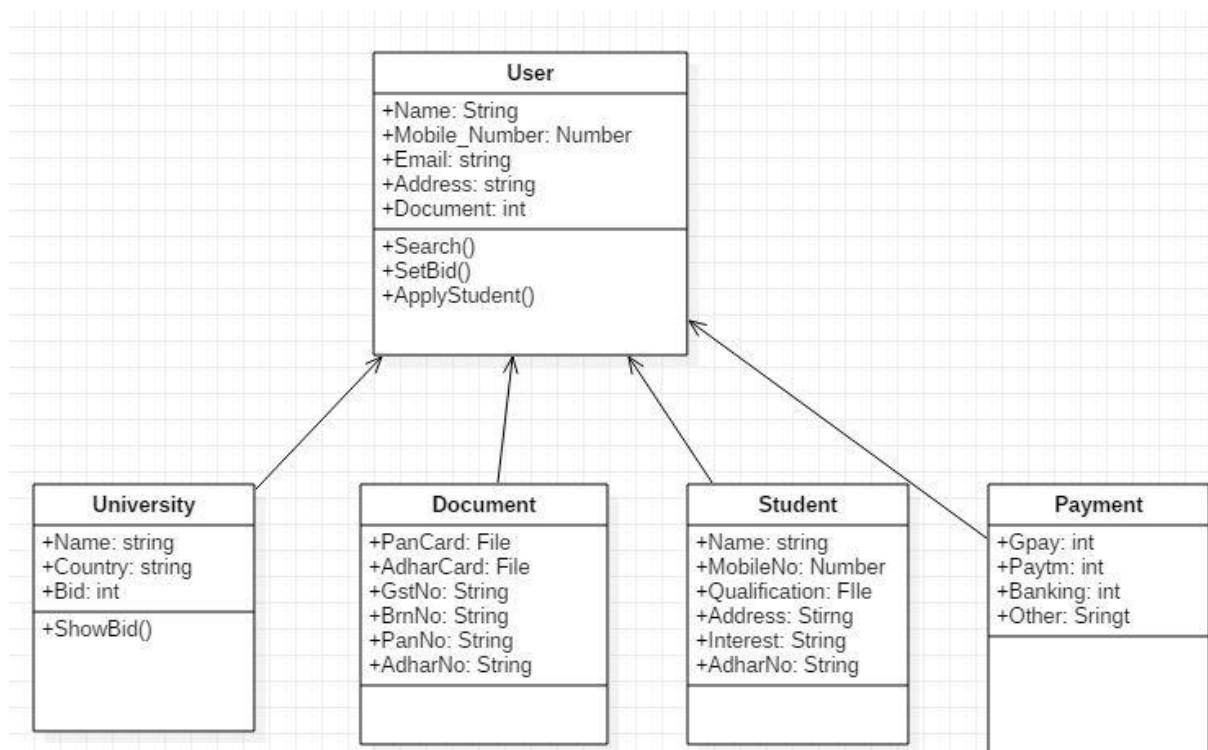 User
+Name: String
+Mobile_Number: Number
+Email: string
+Address: string
+Document: int
+Search()
+SetBid()
+ApplyStudent()
University
+Name: string
+Country: string
+Bid: int
+ShowBid()
Document
+PanCard: File
+AdharCard: File
+GstNo: String
+BrnNo: String
+PanNo: String
+AdharNo: String
Student
+Name: string
+MobileNo: Number
+Qualification: FIle
+Address: Stirng
+Interest: String
+AdharNo: String
Payment
+Gpay: int
+Paytm: int
+Banking: int
+Other: Sringt